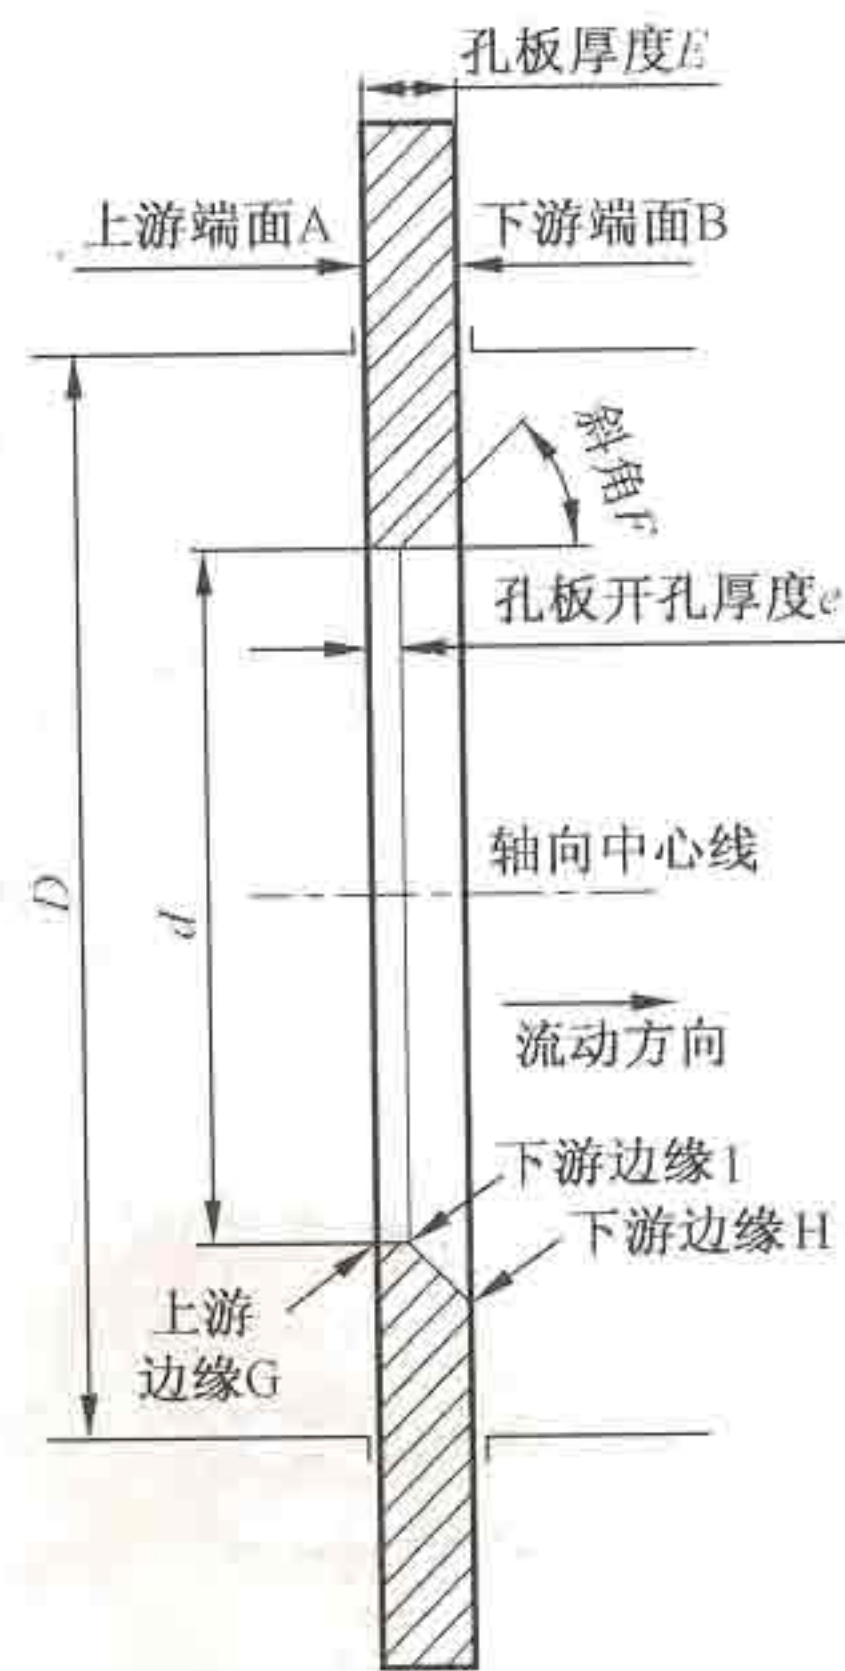 孔板厚度E
上游端面A
下游端面B
斜角F
孔板开孔厚度e
轴向中心线
D
d
流动方向
下游边缘I
下游边缘H
上游
边缘G